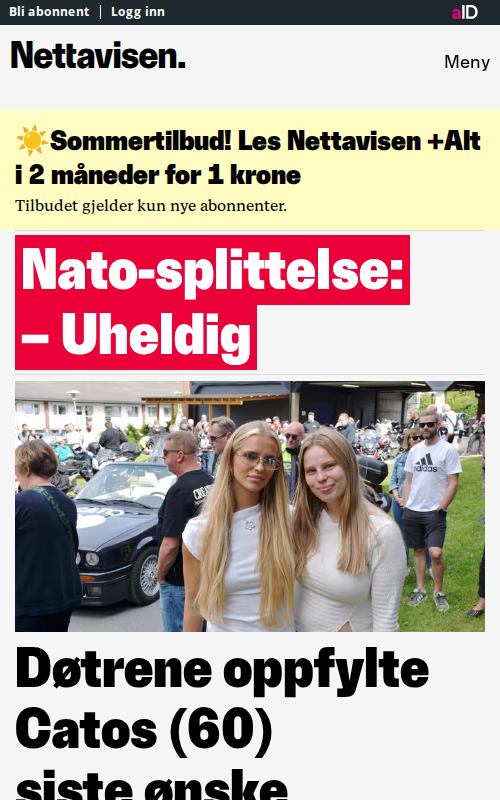 Bli abonnent
Logg inn
aID
Nettavisen.
Meny
Sommertilbud! Les Nettavisen +Alt
i 2 måneder for 1 krone
Tilbudet gjelder kun nye abonnenter.
Nato-splittelse:
– Uheldig
adidas
Døtrene oppfylte
Catos (60)
siste ønske